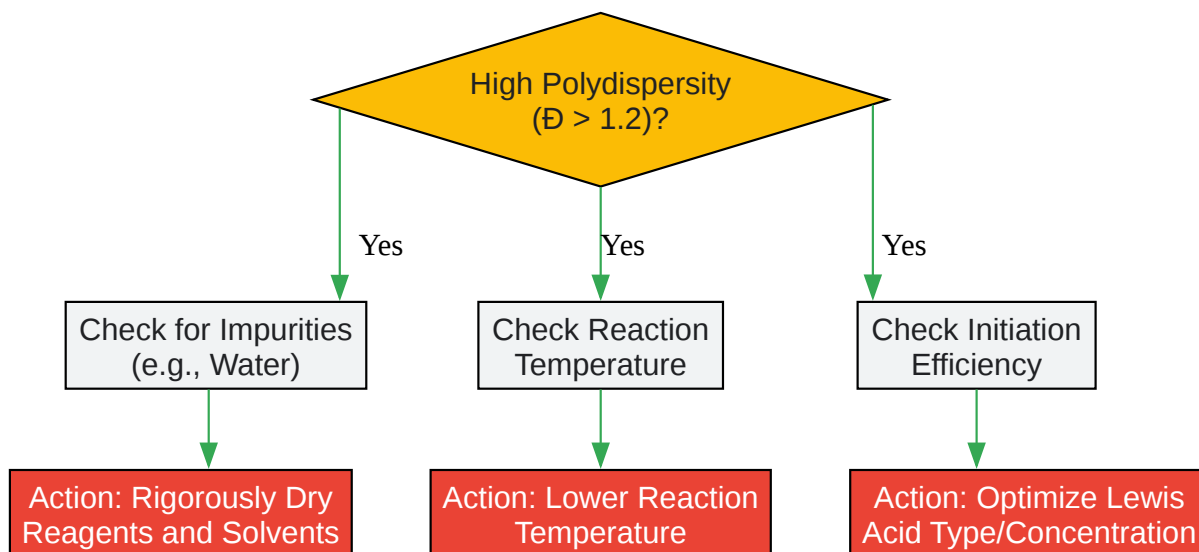 High Polydispersity
(Đ > 1.2)?
Yes
Yes
Yes
Check for Impurities
(e.g., Water)
Check Reaction
Temperature
Check Initiation
Efficiency
Action: Rigorously Dry
Reagents and Solvents
Action: Lower Reaction
Temperature
Action: Optimize Lewis
Acid Type/Concentration